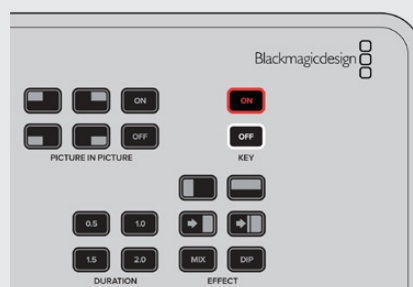 Blackmagicdesign
ON
ON
OFF
OFF
PICTURE IN PICTURE
KEY
0.5
1.0
1.5
2.0
MIX
DIP
DURATION
EFFECT